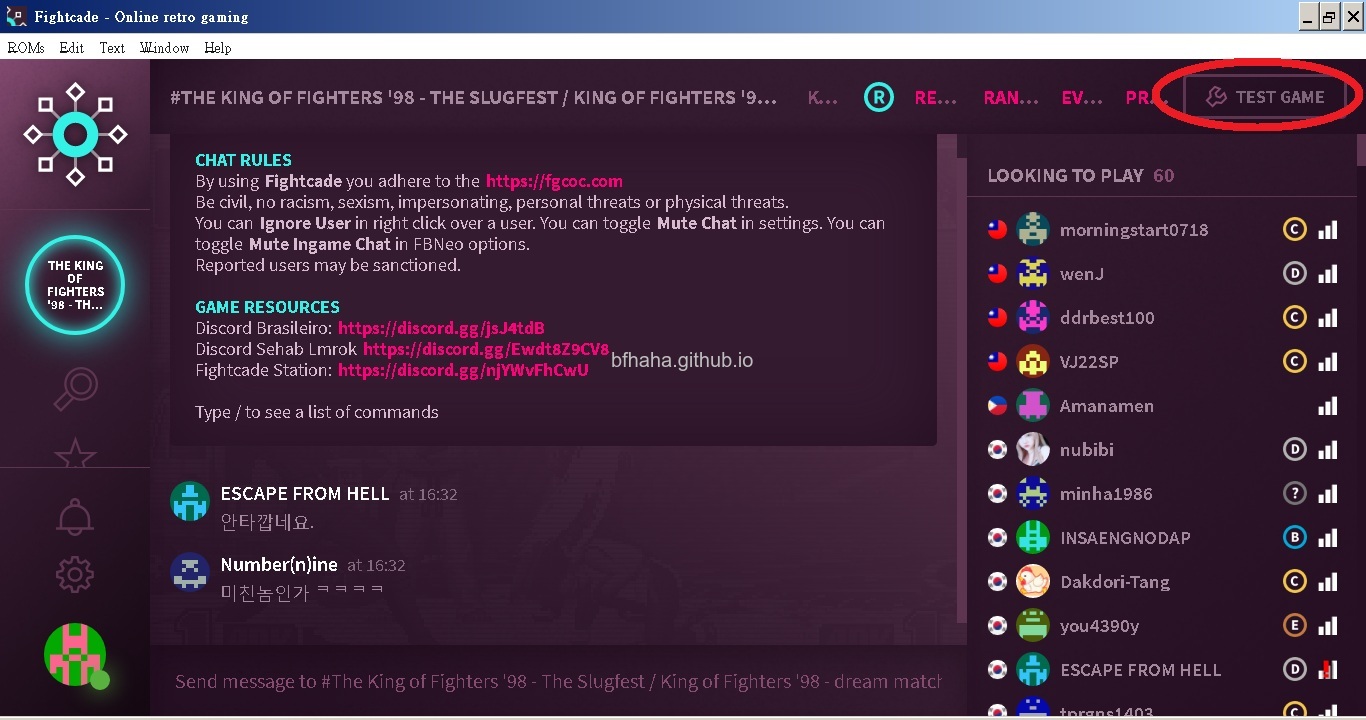 Fightcade - Online retro gaming
ROMs Edit Text Window Help
#THE KING OF FIGHTERS '98 - THE SLUGFEST / KING OF FIGHTERS '9... K... R RE... RAN... EV... PR... TEST GAME
THE KING
OF
FIGHTERS
'98 - TH...
CHAT RULES
By using Fightcade you adhere to the https://fgcoc.com
Be civil, no racism, sexism, impersonating, personal threats or physical threats.
You can Ignore User in right click over a user. You can toggle Mute Chat in settings. You can
toggle Mute Ingame Chat in FBNeo options.
Reported users may be sanctioned.
GAME RESOURCES
Discord Brasileiro: https://discord.gg/jsJ4tdB
Discord Sehab Lmrok https://discord.gg/Ewdt8Z9CV8
bfhaha.github.io
Fightcade Station: https://discord.gg/njYWvFhCwU
Type / to see a list of commands
ESCAPE FROM HELL at 16:32
안타깝네요.
Number(n)ine at 16:32
미친놈인가 ㅋㅋㅋㅋ
Send message to #The King of Fighters '98 - The Slugfest / King of Fighters '98 - dream match
LOOKING TO PLAY 60
morningstart0718 C
wenJ D
ddrbest100 C
VJ22SP C
Amanamen
nubibi D
minha1986 ?
INSAENGNODAP B
Dakdori-Tang C
you4390y E
ESCAPE FROM HELL D
tprgns1403 C